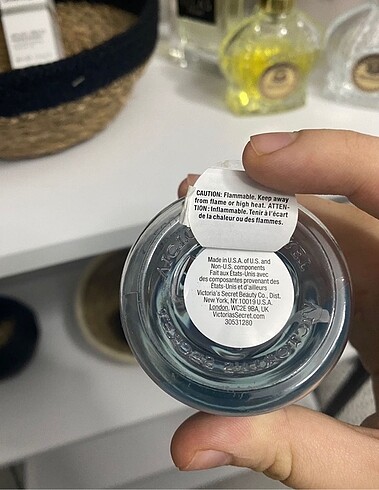 CAUTION: Flammable. Keep away
from flame or high heat. ATTEN-
TION: Inflammable. Tenir à l'écart
de la chaleur ou des flammes.
Made in U.S.A. of U.S. and
Non-U.S. components
Fait aux États-Unis avec
des composantes provenant des
États-Unis et d'ailleurs
Victoria's Secret Beauty Co., Dist.
New York, NY 10019 U.S.A.
London, WC2E 9BA, UK
VictoriasSecret.com
30531280